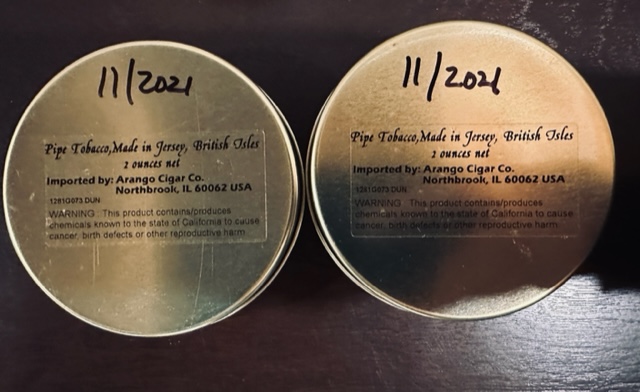 11/2021
Pipe Tobacco,Made in Jersey, British Isles
2 ounces net
Imported by: Arango Cigar Co.
Northbrook, IL 60062 USA
1281G073 DUN
WARNING : This product contains/produces
chemicals known to the state of California to cause
cancer, birth defects or other reproductive harm
11/2021
Pipe Tobacco,Made in Jersey, British Isles
2 ounces net
Imported by: Arango Cigar Co.
Northbrook, IL 60062 USA
1281G073 DUN
WARNING : This product contains/produces
chemicals known to the state of California to cause
cancer, birth defects or other reproductive harm